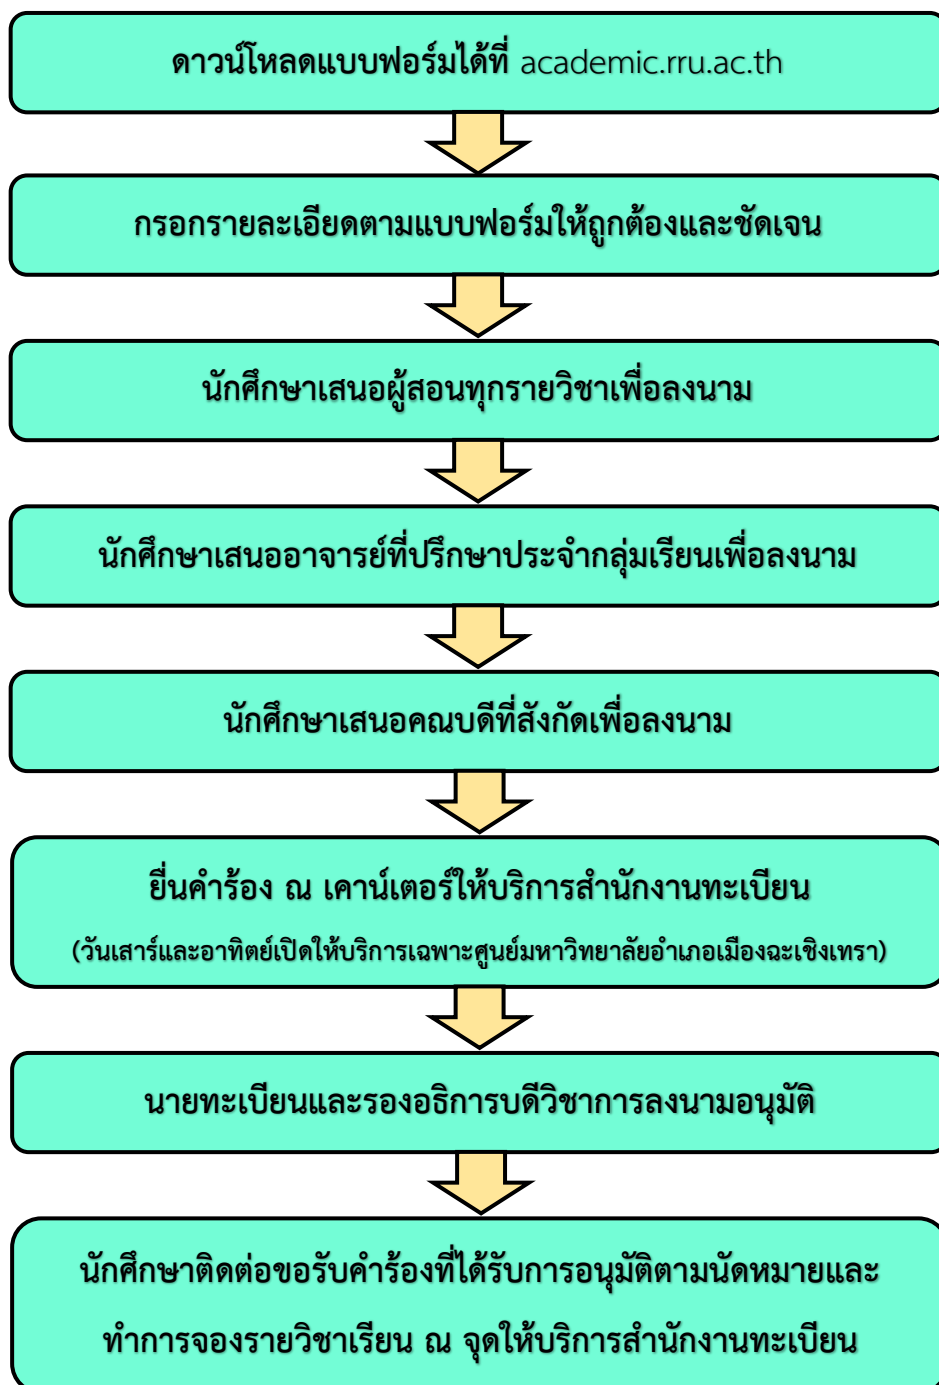 ดาวน์โหลดแบบฟอร์มได้ที่ academic.rru.ac.th
กรอกรายละเอียดตามแบบฟอร์มให้ถูกต้องและชัดเจน
นักศึกษาเสนอผู้สอนทุกรายวิชาเพื่อลงนาม
นักศึกษาเสนออาจารย์ที่ปรึกษาประจำกลุ่มเรียนเพื่อลงนาม
นักศึกษาเสนอคณบดีที่สังกัดเพื่อลงนาม
ยื่นคำร้อง ณ เคาน์เตอร์ให้บริการสำนักงานทะเบียน
(วันเสาร์และอาทิตย์เปิดให้บริการเฉพาะศูนย์มหาวิทยาลัยอำเภอเมืองฉะเชิงเทรา)
นายทะเบียนและรองอธิการบดีวิชาการลงนามอนุมัติ
นักศึกษาติดต่อขอรับคำร้องที่ได้รับการอนุมัติตามนัดหมายและ
ทำการจองรายวิชาเรียน ณ จุดให้บริการสำนักงานทะเบียน